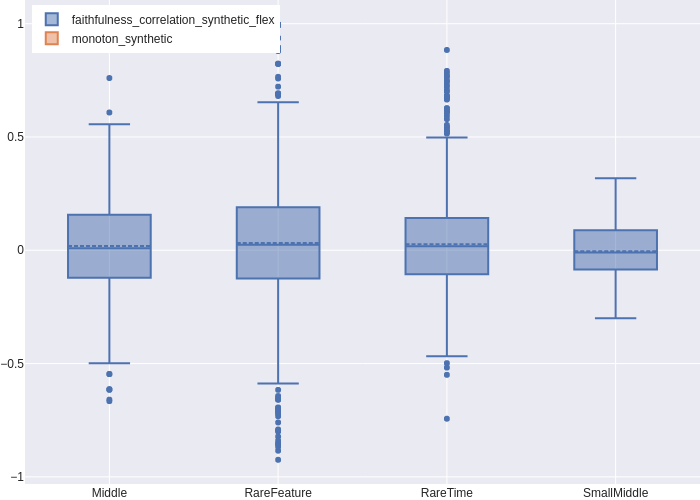 faithfulness_correlation_synthetic_flex
monoton_synthetic
1
0.5
0
−0.5
−1
Middle RareFeature RareTime SmallMiddle